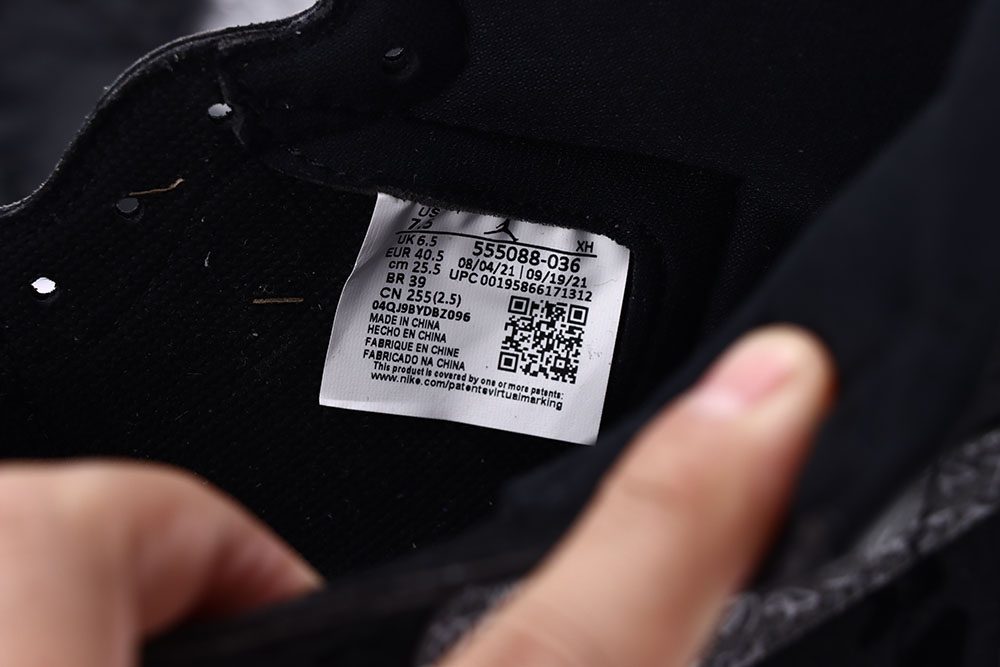 US
7.5
XH
UK 6.5
555088-036
EUR 40.5
08/04/21 | 09/19/21
cm 25.5
UPC 00195866171312
BR 39
CN 255(2.5)
04QJ9BYDBZ096
MADE IN CHINA
HECHO EN CHINA
FABRIQUE EN CHINE
FABRICADO NA CHINA
This product is covered by one or more patents:
www.nike.com/patentsvirtualmarking